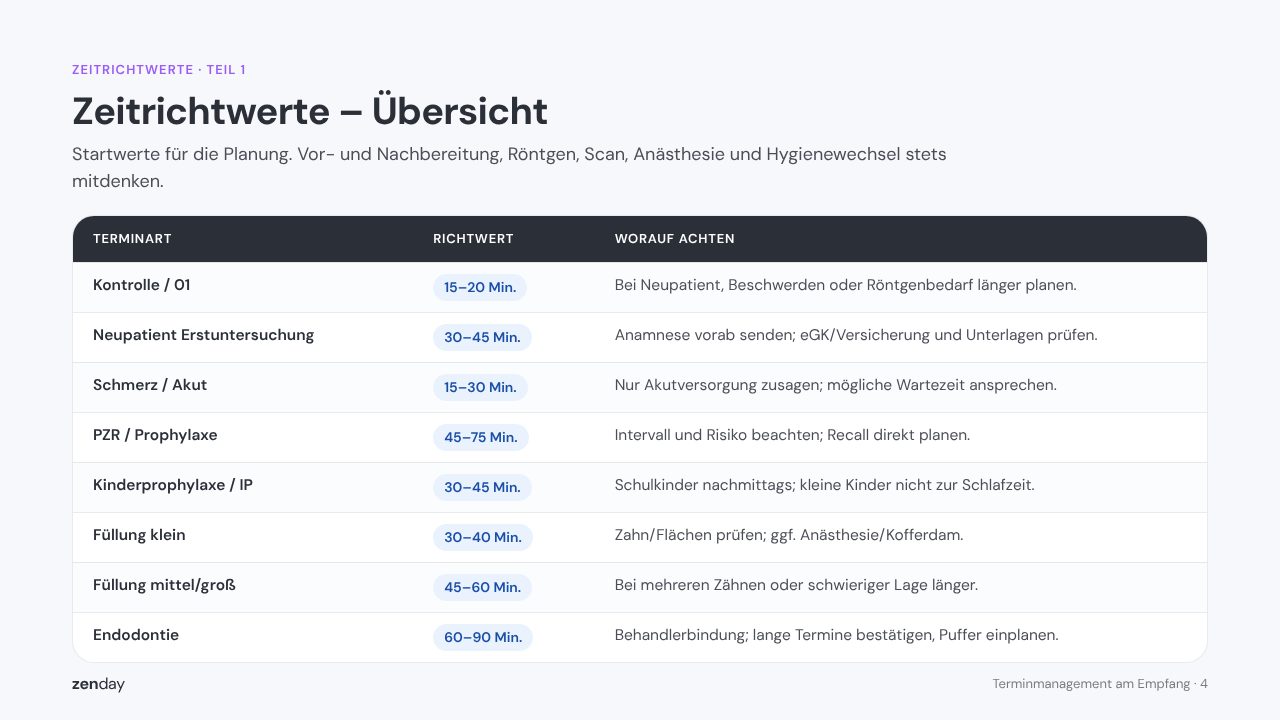 ZEITRICHTWERTE · TEIL 1
Zeitrichtwerte – Übersicht
Startwerte für die Planung. Vor- und Nachbereitung, Röntgen, Scan, Anästhesie und Hygienewechsel stets
mitdenken.
TERMINART RICHTWERT WORAUF ACHTEN
Kontrolle / 01 15–20 Min. Bei Neupatient, Beschwerden oder Röntgenbedarf länger planen.
Neupatient Erstuntersuchung 30–45 Min. Anamnese vorab senden; eGK/Versicherung und Unterlagen prüfen.
Schmerz / Akut 15–30 Min. Nur Akutversorgung zusagen; mögliche Wartezeit ansprechen.
PZR / Prophylaxe 45–75 Min. Intervall und Risiko beachten; Recall direkt planen.
Kinderprophylaxe / IP 30–45 Min. Schulkinder nachmittags; kleine Kinder nicht zur Schlafzeit.
Füllung klein 30–40 Min. Zahn/Flächen prüfen; ggf. Anästhesie/Kofferdam.
Füllung mittel/groß 45–60 Min. Bei mehreren Zähnen oder schwieriger Lage länger.
Endodontie 60–90 Min. Behandlerbindung; lange Termine bestätigen, Puffer einplanen.
zenday Terminmanagement am Empfang · 4